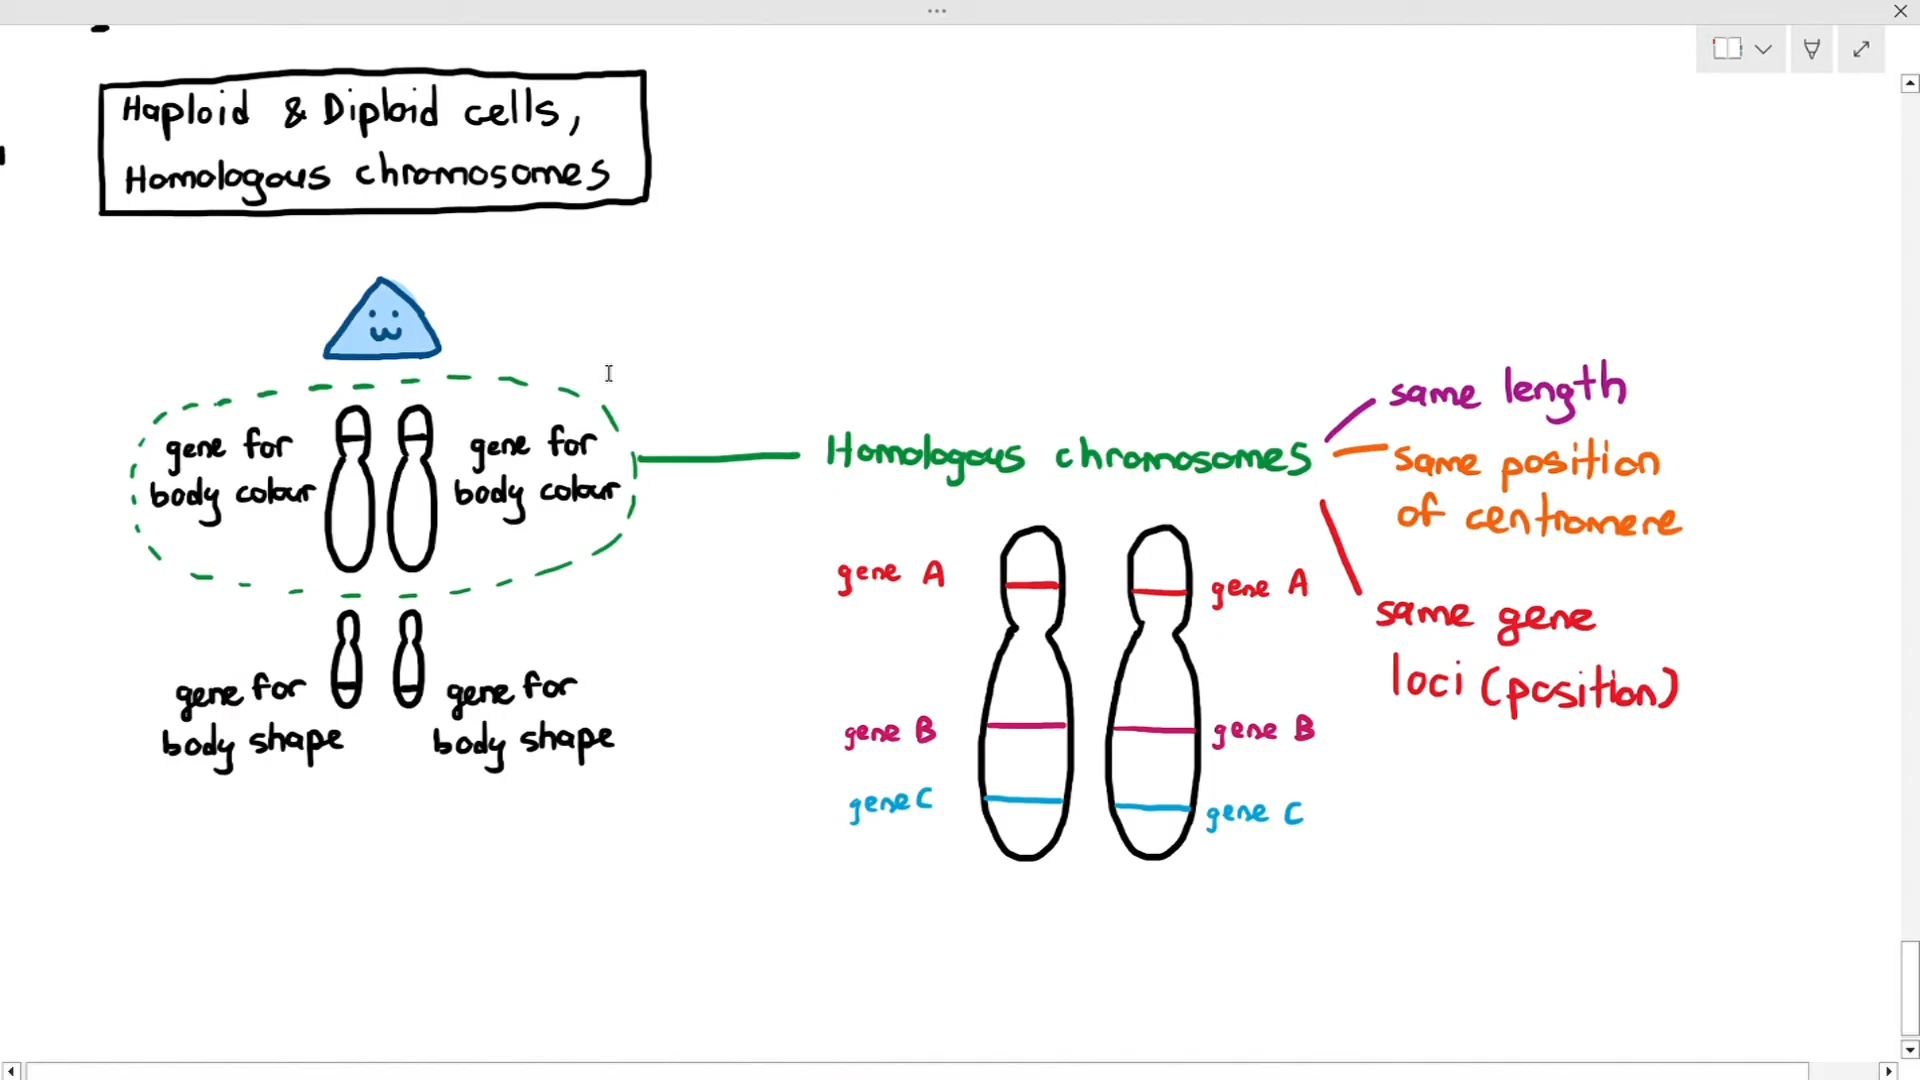 Haploid & Diploid cells,
Homologous chromosomes
gene for
body colour
gene for
body colour
gene for
body shape
gene for
body shape
Homologous chromosomes
same length
same position
of centromere
same gene
loci (position)
gene A
gene A
gene B
gene B
gene C
gene C